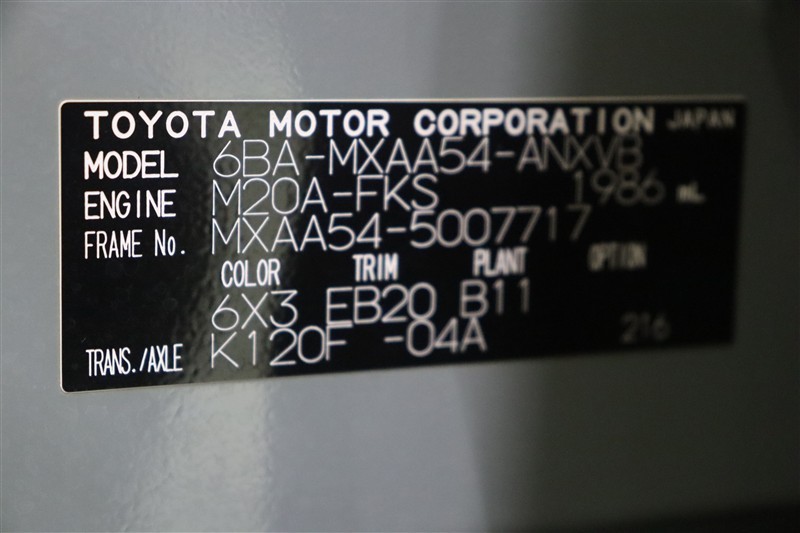 TOYOTA MOTOR CORPORATION JAPAN
MODEL 6BA-MXAA54-ANXVB
ENGINE M20A-FKS 1986 mL
FRAME No. MXAA54-5007717
COLOR TRIM PLANT OPTION
6X3 EB20 B11
TRANS./AXLE K120F -04A 216